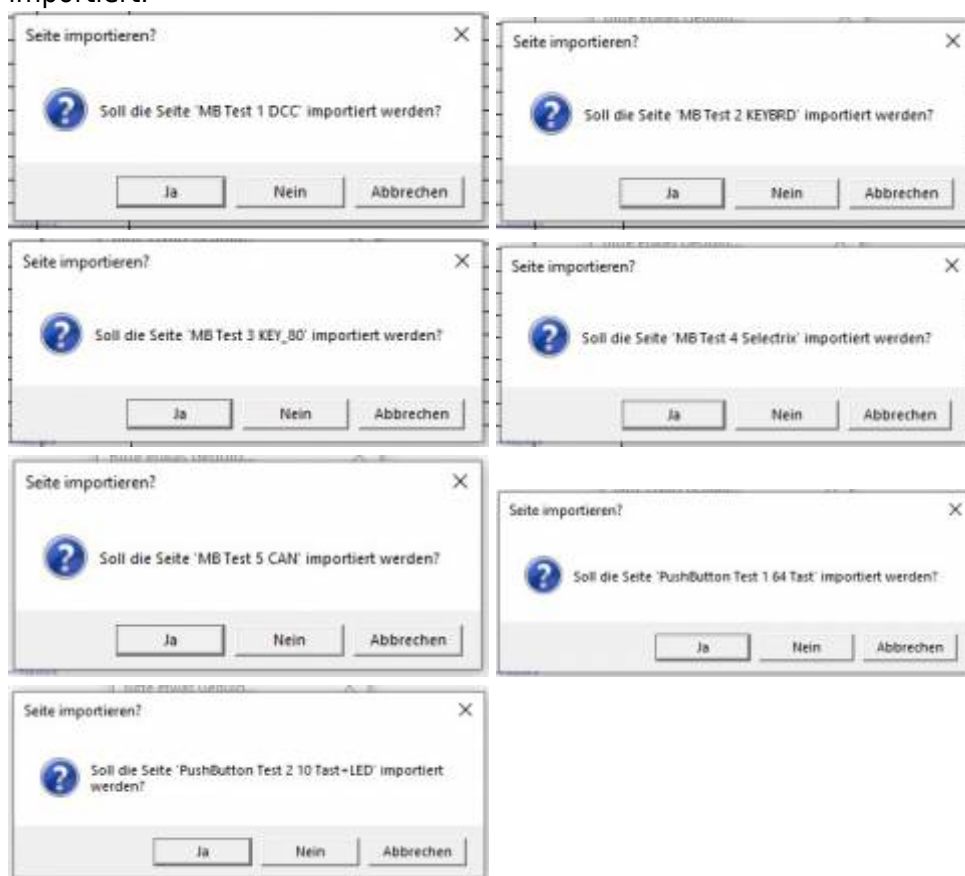 importiert.
Seite importieren?
Soll die Seite 'MB Test 1 DCC' importiert werden?
Ja Nein Abbrechen
Seite importieren?
Soll die Seite 'MB Test 2 KEYBRD' importiert werden?
Ja Nein Abbrechen
Seite importieren?
Soll die Seite 'MB Test 3 KEY_80' importiert werden?
Ja Nein Abbrechen
Seite importieren?
Soll die Seite 'MB Test 4 Selectrix' importiert werden?
Ja Nein Abbrechen
Seite importieren?
Soll die Seite 'MB Test 5 CAN' importiert werden?
Ja Nein Abbrechen
Seite importieren?
Soll die Seite 'PushButton Test 1 64 Tast' importiert werden?
Ja Nein Abbrechen
Seite importieren?
Soll die Seite 'PushButton Test 2 10 Tast+LED' importiert
werden?
Ja Nein Abbrechen